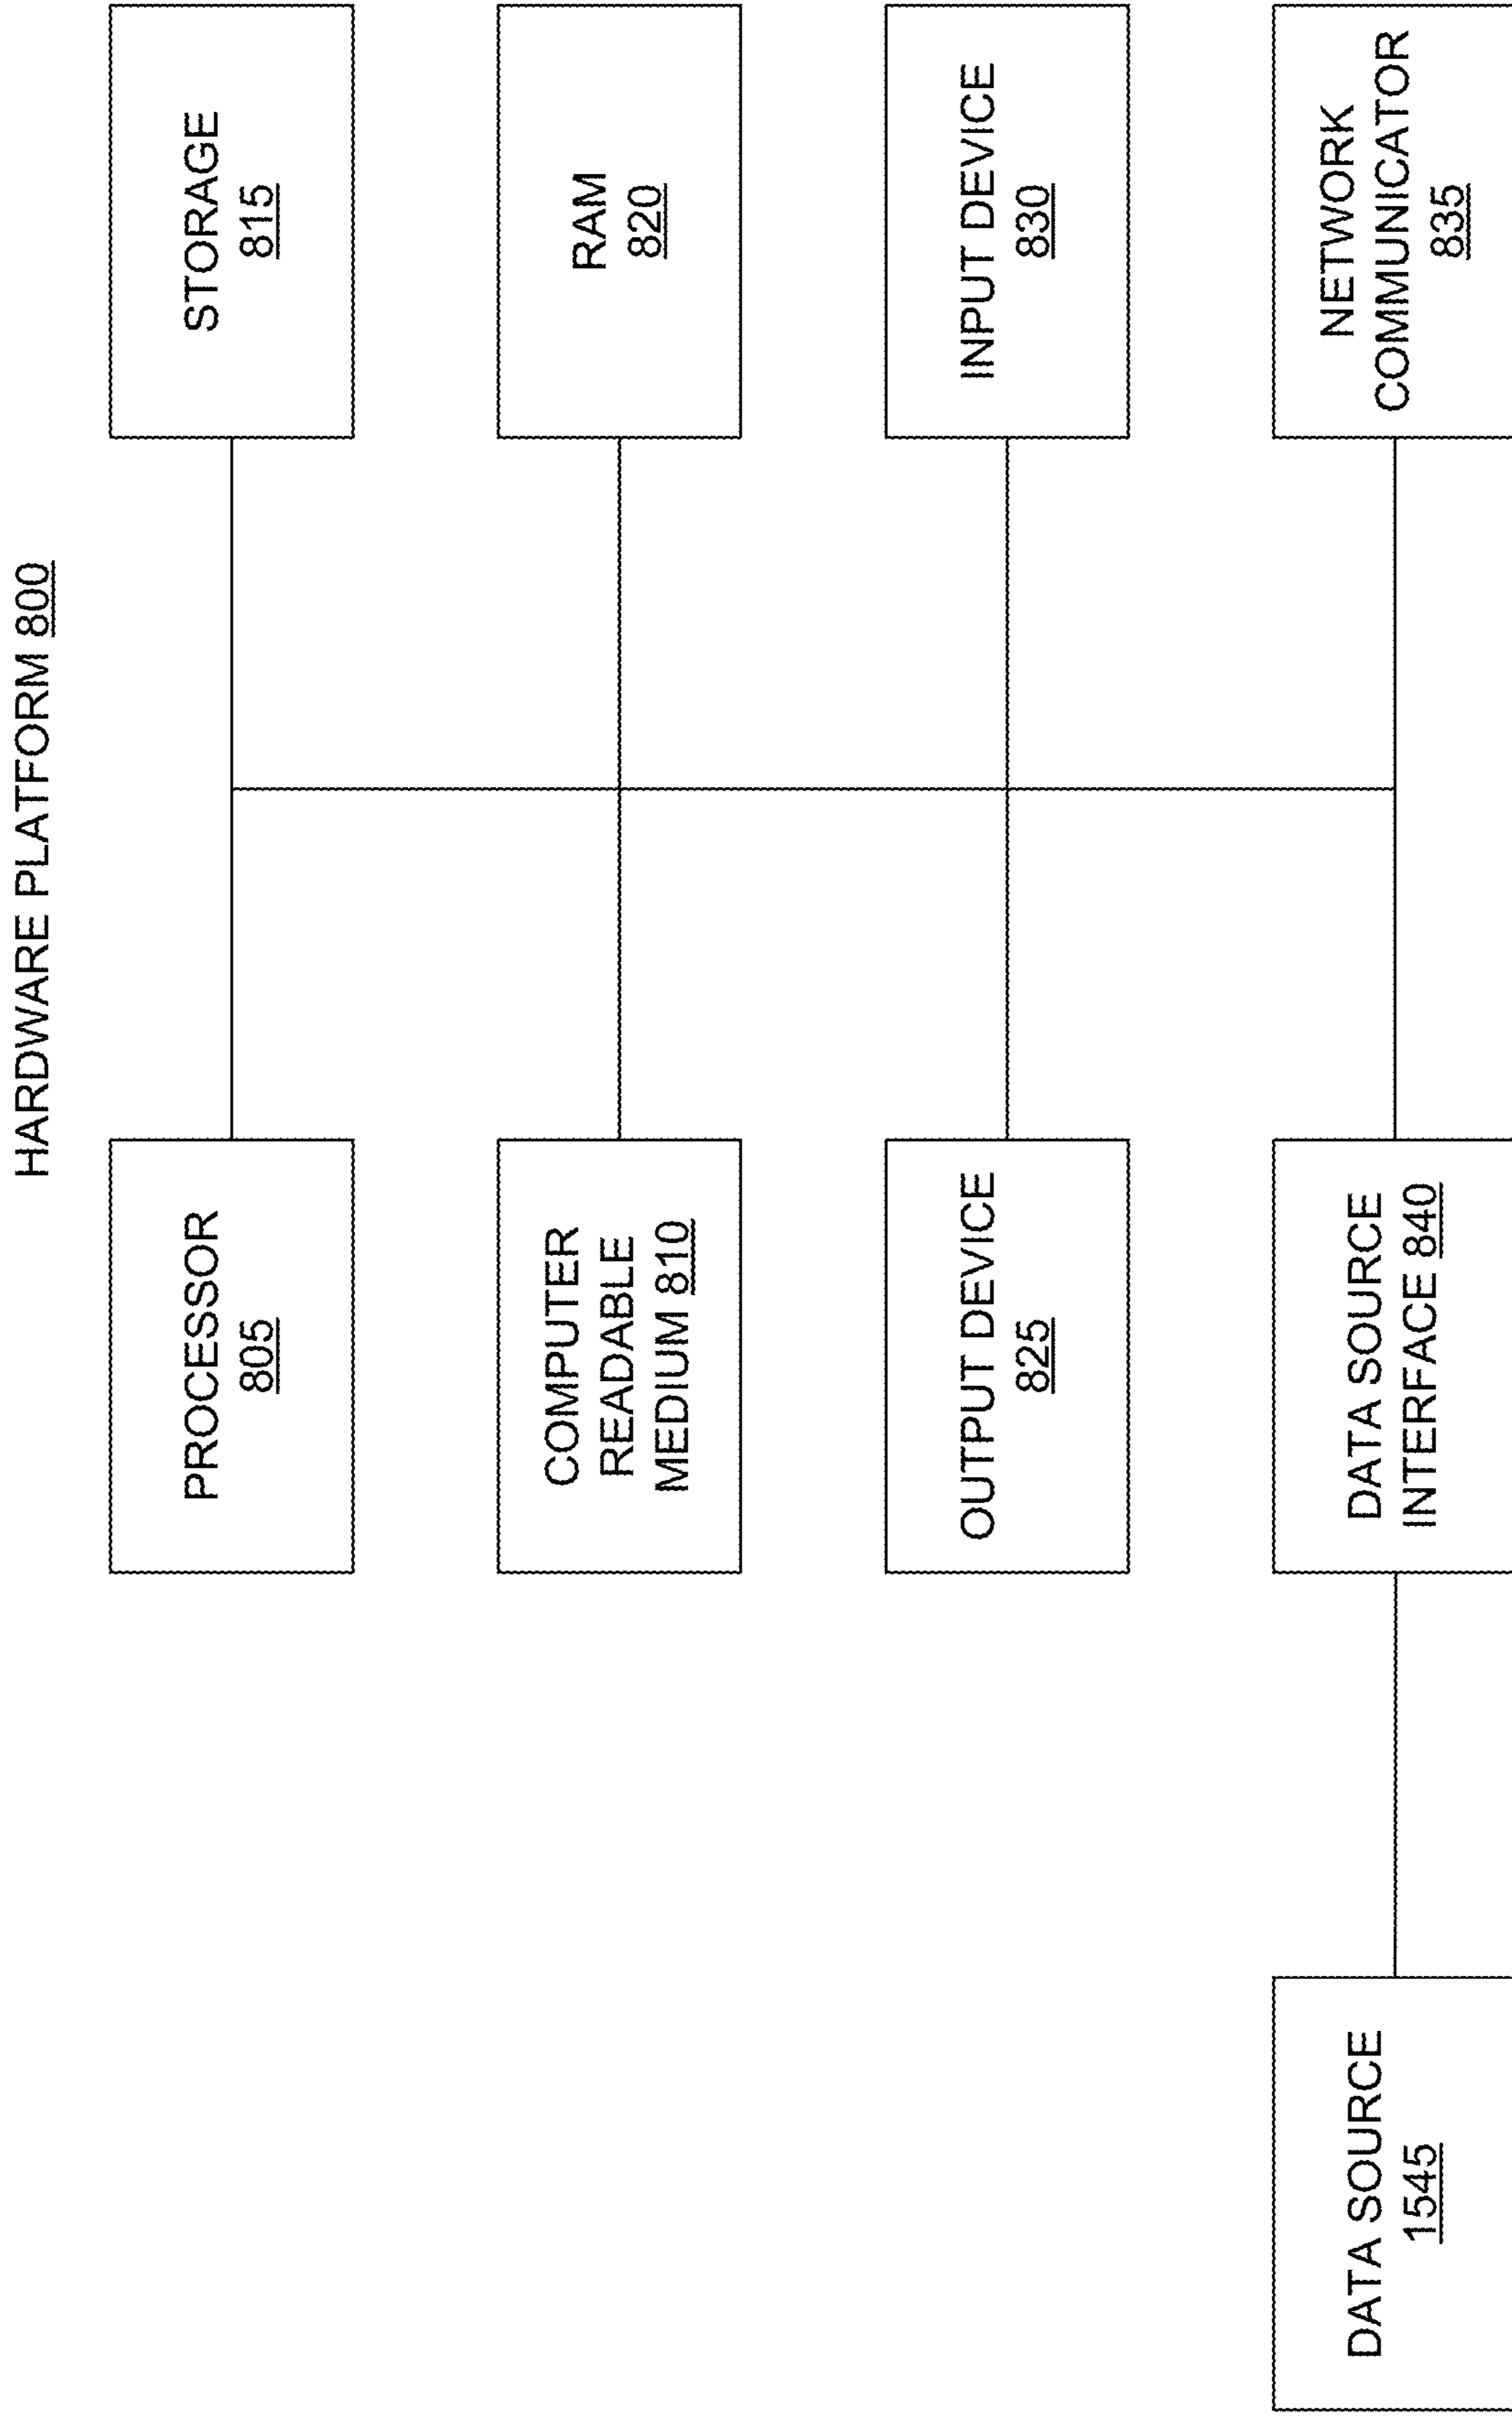 HARDWARE PLATFORM 800
PROCESSOR
805
STORAGE
815
COMPUTER
READABLE
MEDIUM 810
RAM
820
OUTPUT DEVICE
825
INPUT DEVICE
830
DATA SOURCE
1545
DATA SOURCE
INTERFACE 840
NETWORK
COMMUNICATOR
835